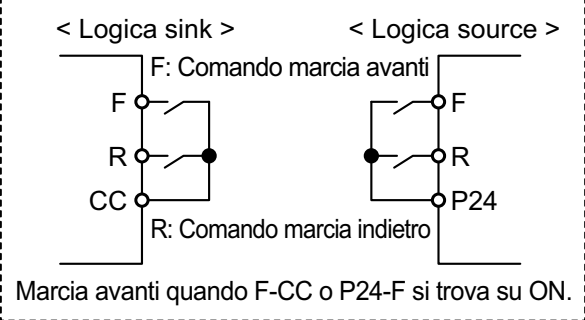 < Logica sink >
< Logica source >
F: Comando marcia avanti
F
F
R
R
CC
P24
R: Comando marcia indietro
Marcia avanti quando F-CC o P24-F si trova su ON.